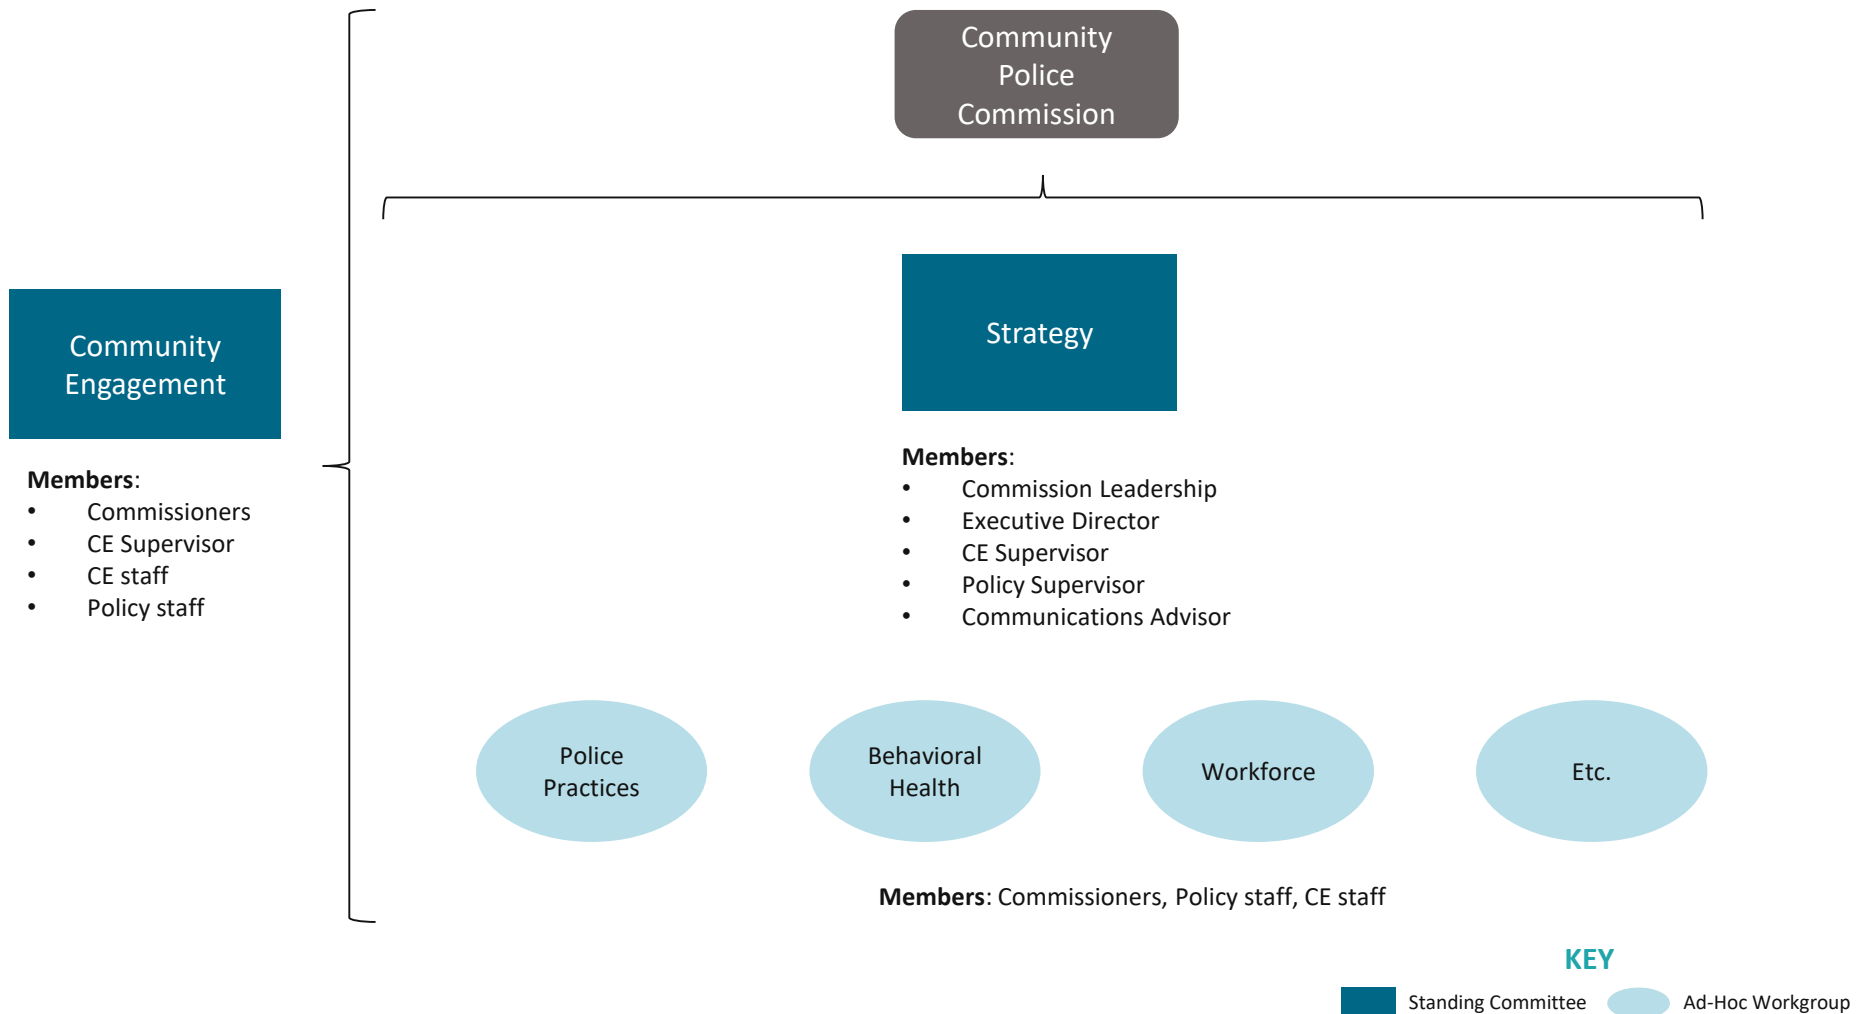 Community
Police
Commission
Community
Engagement
Members:
• Commissioners
• CE Supervisor
• CE staff
• Policy staff
Strategy
Members:
• Commission Leadership
• Executive Director
• CE Supervisor
• Policy Supervisor
• Communications Advisor
Police
Practices
Behavioral
Health
Workforce
Etc.
Members: Commissioners, Policy staff, CE staff
KEY
Standing Committee
Ad-Hoc Workgroup